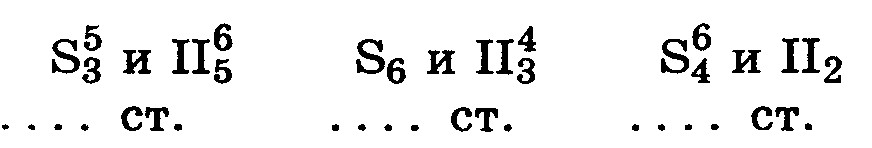 S₃⁵ и II₅⁶ S₆ и II₃⁴ S₄⁶ и II₂
.... ст. .... ст. .... ст.